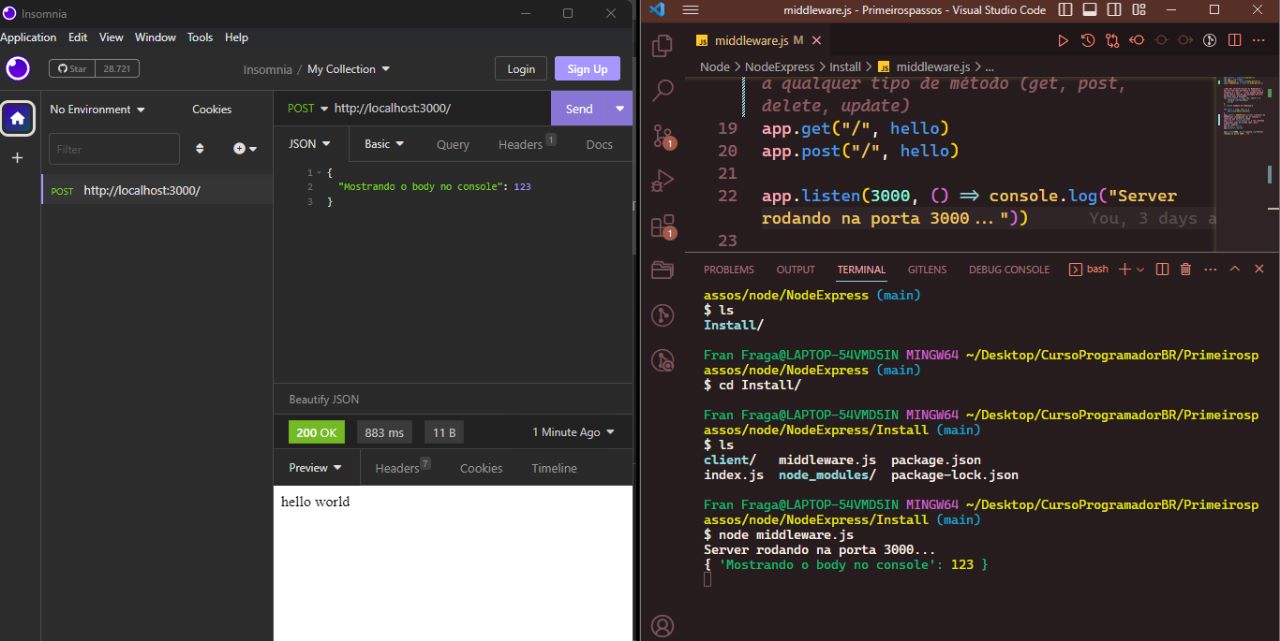 Insomnia
Application Edit View Window Tools Help
Star 28.721
Insomnia / My Collection
Login
Sign Up
No Environment
Cookies
Filter
POST http://localhost:3000/
POST http://localhost:3000/
Send
JSON
Basic
Query
Headers 1
Docs
1 {
2 "Mostrando o body no console": 123
3 }
Beautify JSON
200 OK
883 ms
11 B
1 Minute Ago
Preview
Headers 7
Cookies
Timeline
hello world
middleware.js - Primeirospassos - Visual Studio Code
middleware.js M
Node > NodeExpress > Install > middleware.js > ...
a qualquer tipo de método (get, post,
delete, update)
19 app.get("/", hello)
20 app.post("/", hello)
21
22 app.listen(3000, () => console.log("Server
rodando na porta 3000...")) You, 3 days a
23
1
1
PROBLEMS OUTPUT TERMINAL GITLENS DEBUG CONSOLE
bash
assos/node/NodeExpress (main)
$ ls
Install/
Fran Fraga@LAPTOP-54VMD5IN MINGW64 ~/Desktop/CursoProgramadorBR/Primeirosp
assos/node/NodeExpress (main)
$ cd Install/
Fran Fraga@LAPTOP-54VMD5IN MINGW64 ~/Desktop/CursoProgramadorBR/Primeirosp
assos/node/NodeExpress/Install (main)
$ ls
client/ middleware.js package.json
index.js node_modules/ package-lock.json
Fran Fraga@LAPTOP-54VMD5IN MINGW64 ~/Desktop/CursoProgramadorBR/Primeirosp
assos/node/NodeExpress/Install (main)
$ node middleware.js
Server rodando na porta 3000...
{ 'Mostrando o body no console': 123 }